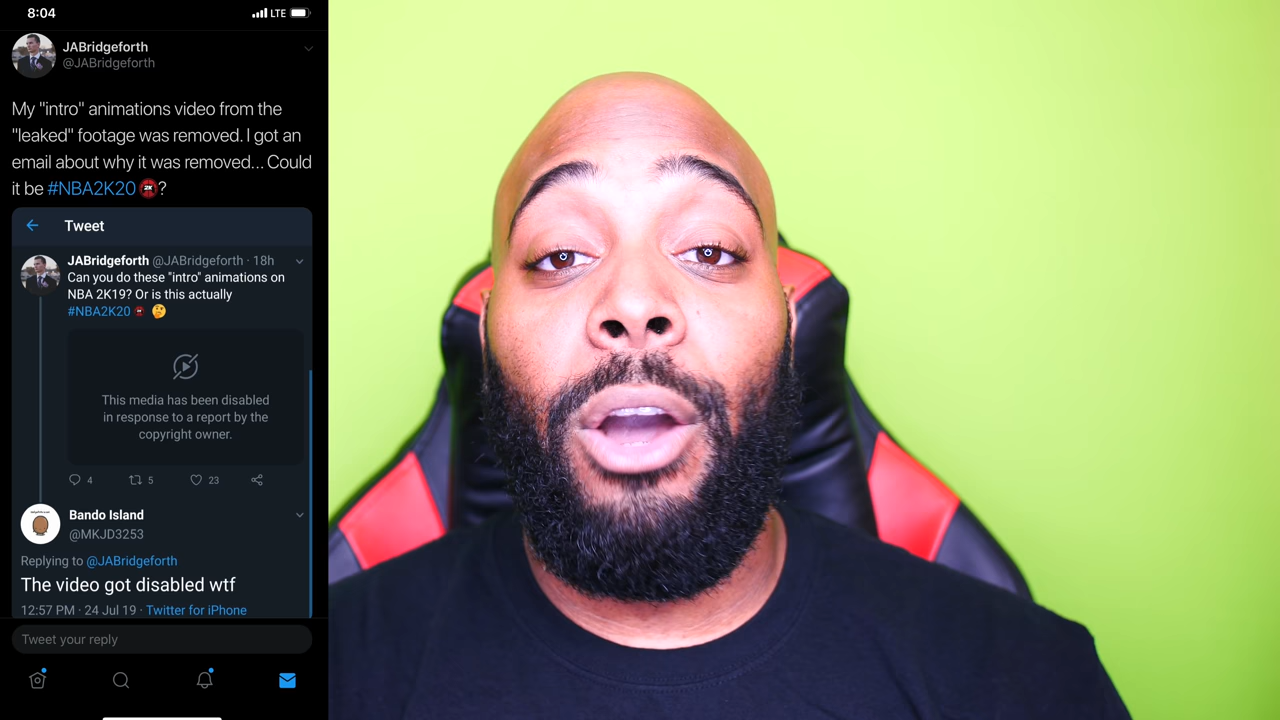 8:04
LTE
JABridgeforth
@JABridgeforth
My "intro" animations video from the
"leaked" footage was removed. I got an
email about why it was removed... Could
it be #NBA2K20 2K ?
Tweet
JABridgeforth @JABridgeforth · 18h
Can you do these "intro" animations on
NBA 2K19? Or is this actually
#NBA2K20 🤔
This media has been disabled
in response to a report by the
copyright owner.
4 5 23
Bando Island
@MKJD3253
Replying to @JABridgeforth
The video got disabled wtf
12:57 PM · 24 Jul 19 · Twitter for iPhone
Tweet your reply